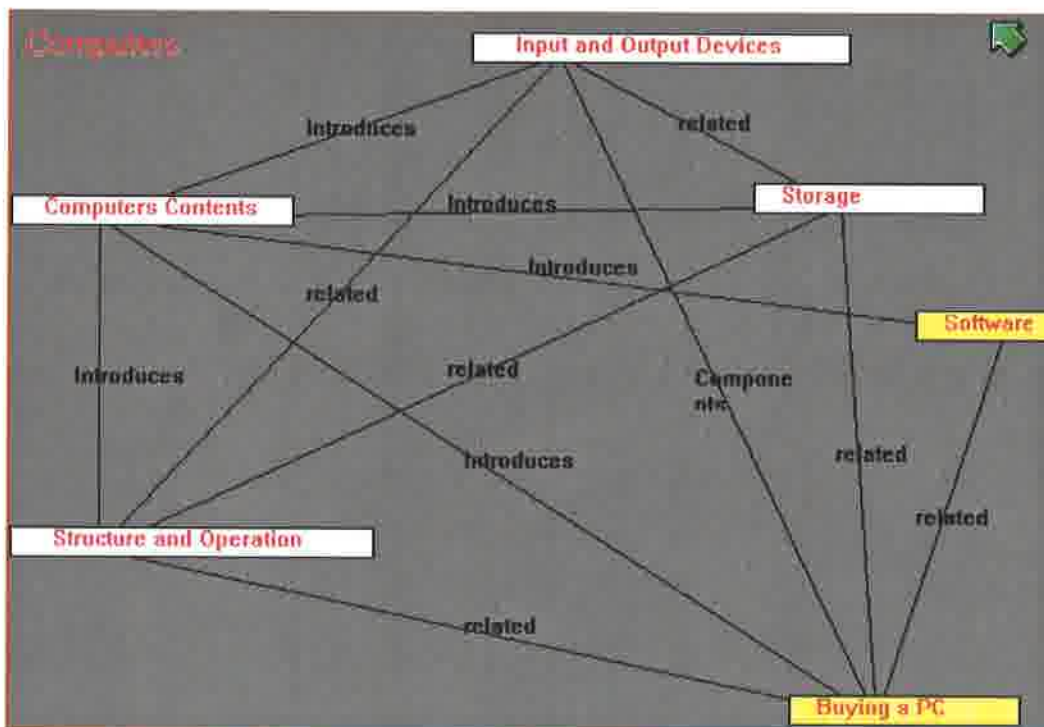 Computers
Input and Output Devices
Introduces
related
Computers Contents
Introduces
Storage
Introduces
related
Software
Introduces
related
Compone
nts
Introduces
related
related
Structure and Operation
related
Buying a PC